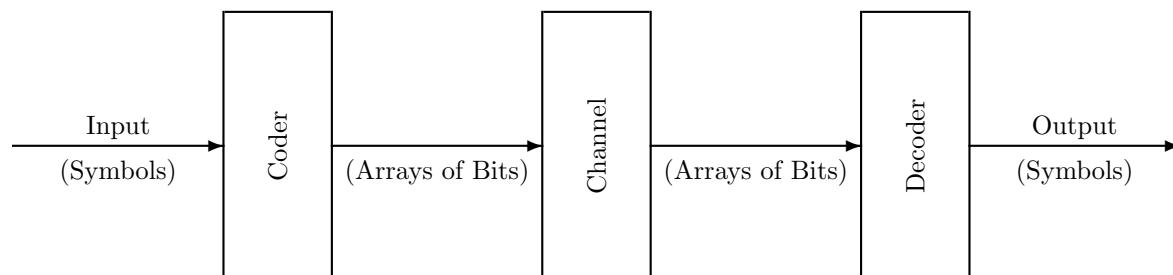 Input
(Symbols)
Coder
(Arrays of Bits)
Channel
(Arrays of Bits)
Decoder
Output
(Symbols)